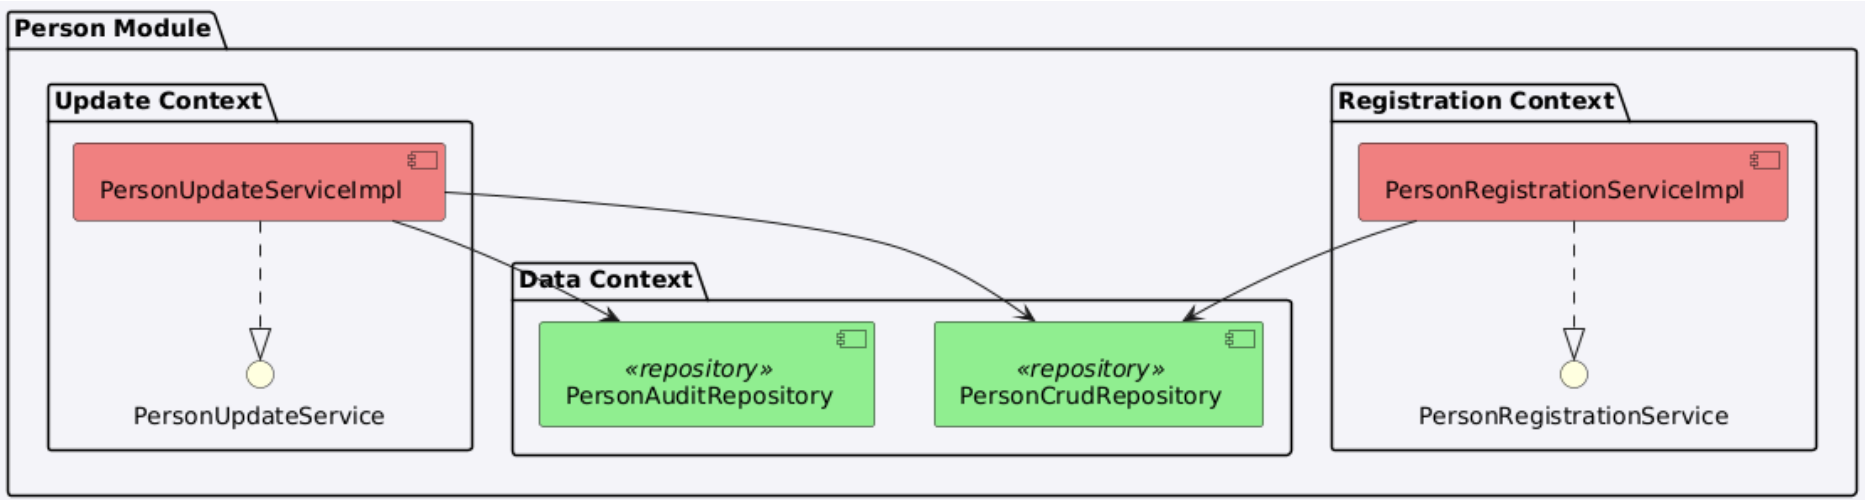 Person Module
Update Context
PersonUpdateServiceImpl
PersonUpdateService
Data Context
«repository»
PersonAuditRepository
«repository»
PersonCrudRepository
Registration Context
PersonRegistrationServiceImpl
PersonRegistrationService